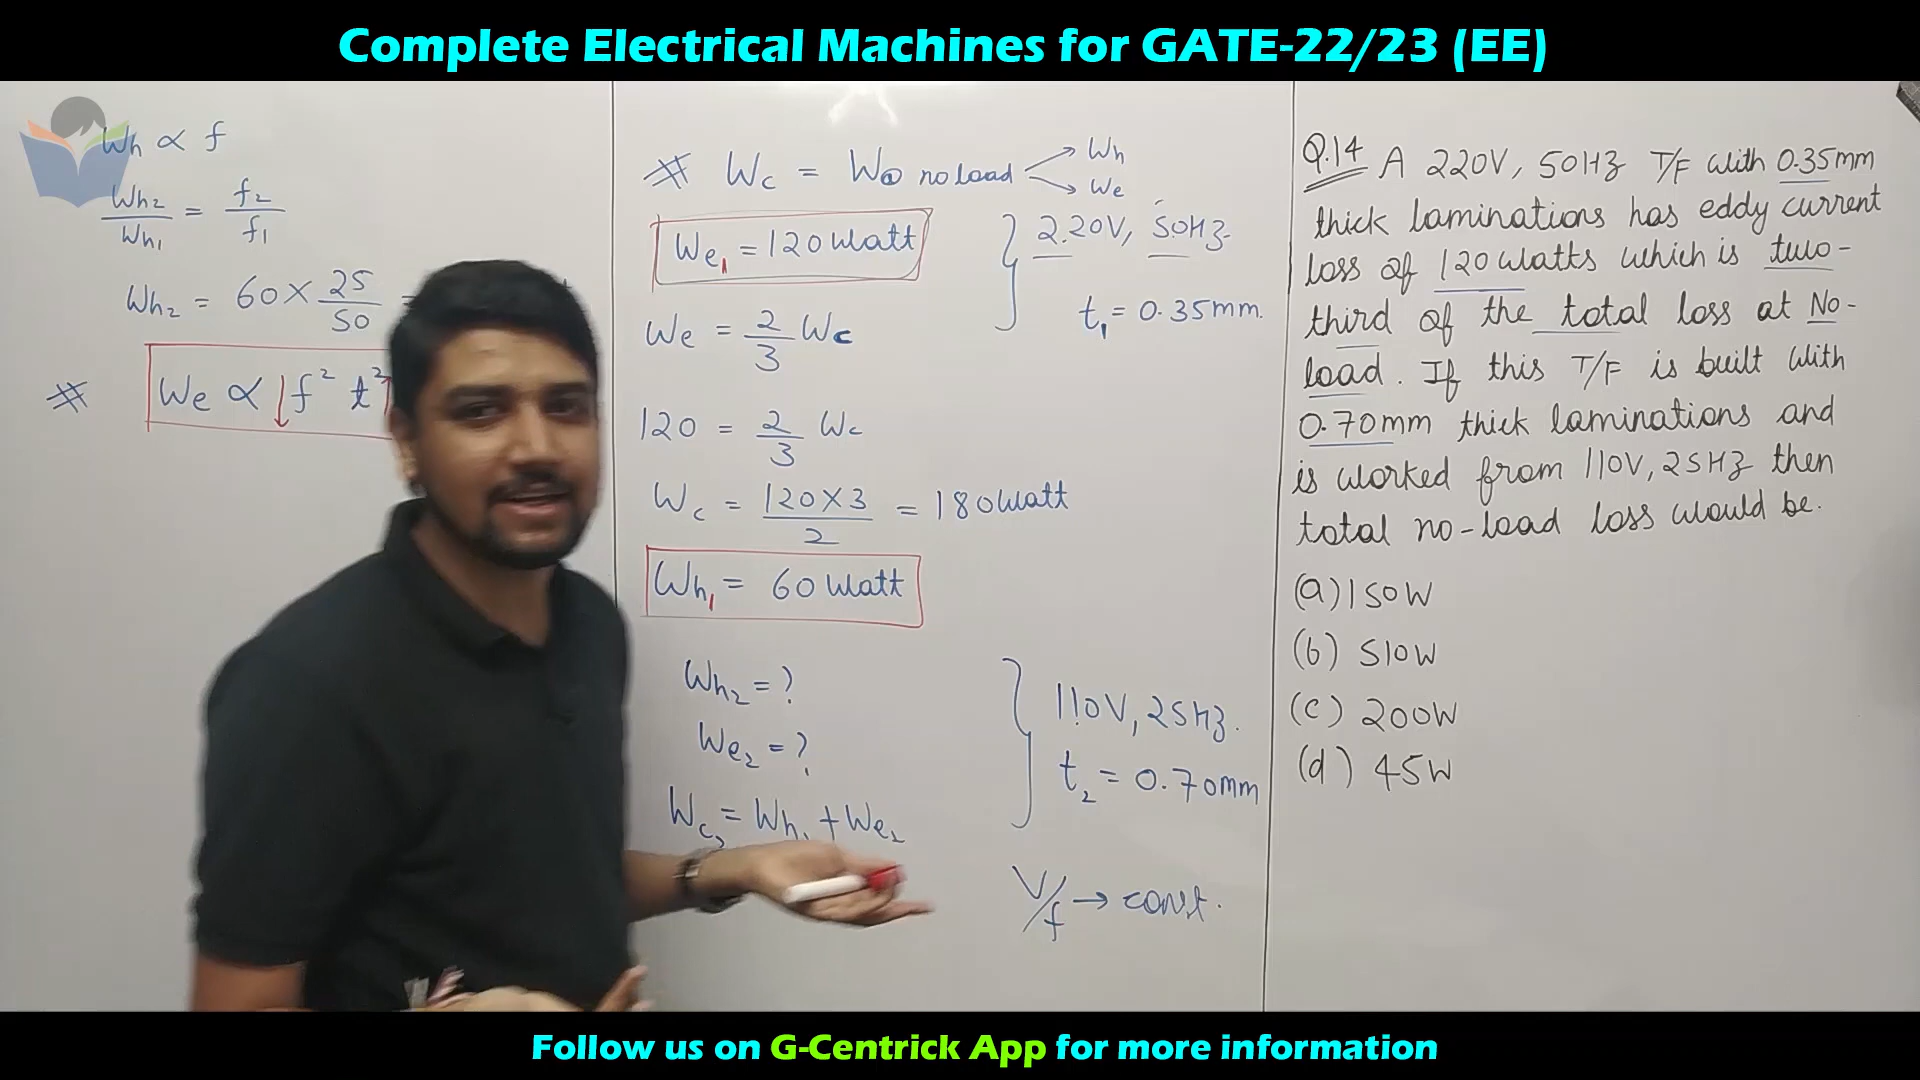 Complete Electrical Machines for GATE-22/23 (EE)
Wh ∝ f
Wh2 / Wh1 = f2 / f1
Wh2 = 60 × 25/50 =
※ We ∝ ↓f² t²
※ Wc = W no load → Wh
→ We
We1 = 120 Watt } 220V, 50Hz
t1 = 0.35mm.
We = 2/3 Wc
120 = 2/3 Wc
Wc = 120×3 / 2 = 180 Watt
Wh1 = 60 Watt
Wh2 = ?
We2 = ?
} 110V, 25Hz.
t2 = 0.70mm
Wc2 = Wh2 + We2
V/f → const.
Q.14 A 220V, 50Hz T/F with 0.35mm
thick laminations has eddy current
loss of 120 watts which is two-
third of the total loss at No-
load. If this T/F is built with
0.70mm thick laminations and
is worked from 110V, 25Hz then
total no-load loss would be.
(a) 150W
(b) 510W
(c) 200W
(d) 45W
Follow us on G-Centrick App for more information